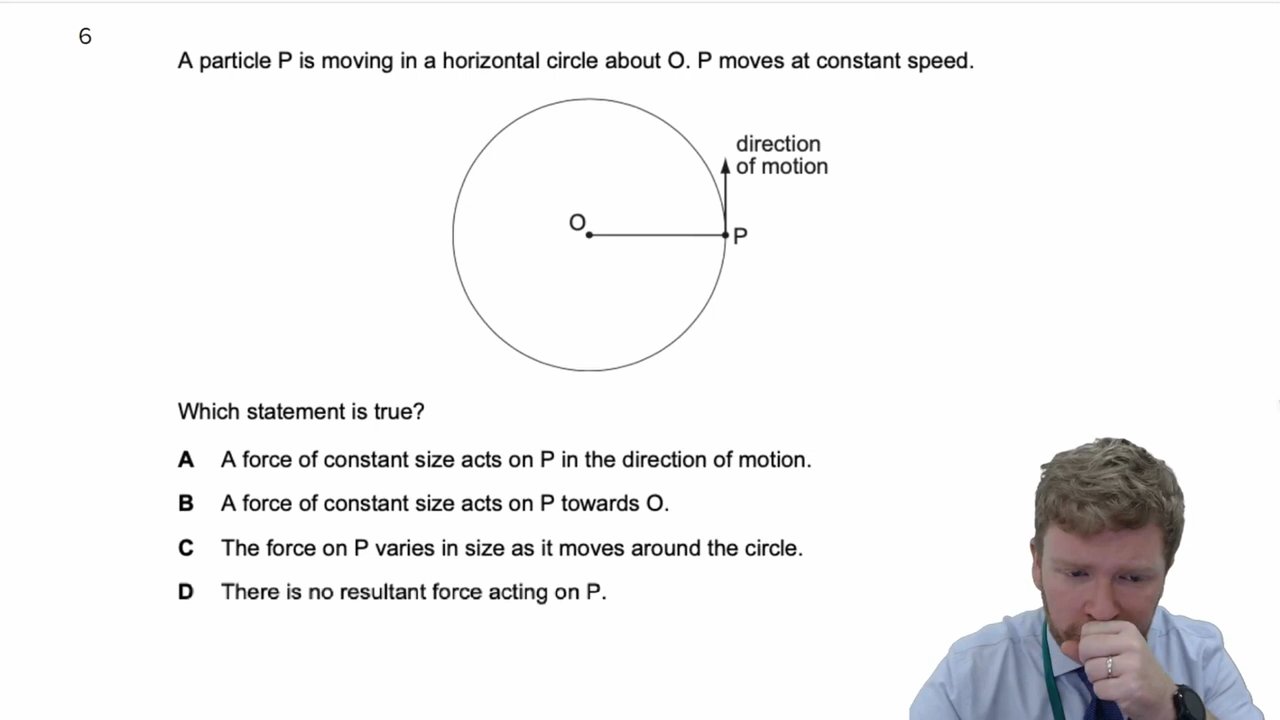 6
A particle P is moving in a horizontal circle about O. P moves at constant speed.
direction
of motion
O
P
Which statement is true?
A A force of constant size acts on P in the direction of motion.
B A force of constant size acts on P towards O.
C The force on P varies in size as it moves around the circle.
D There is no resultant force acting on P.